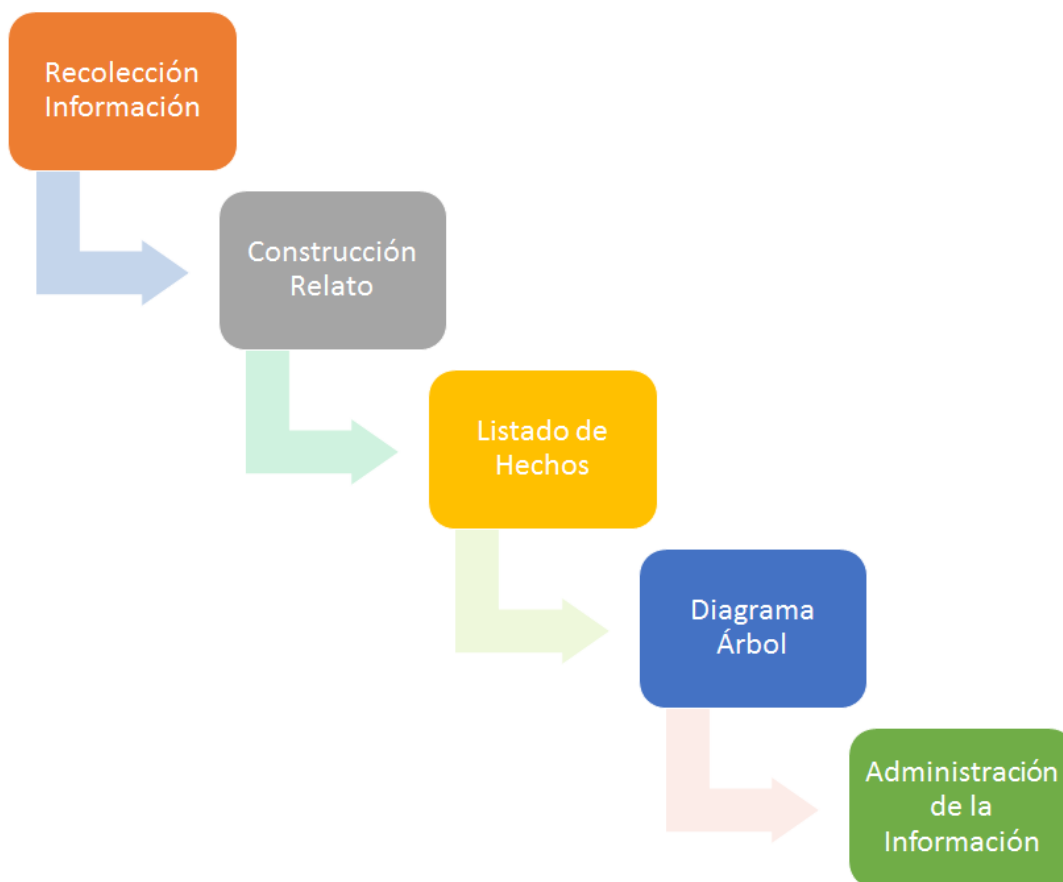 Recolección
Información
Construcción
Relato
Listado de
Hechos
Diagrama
Árbol
Administración
de la
Información